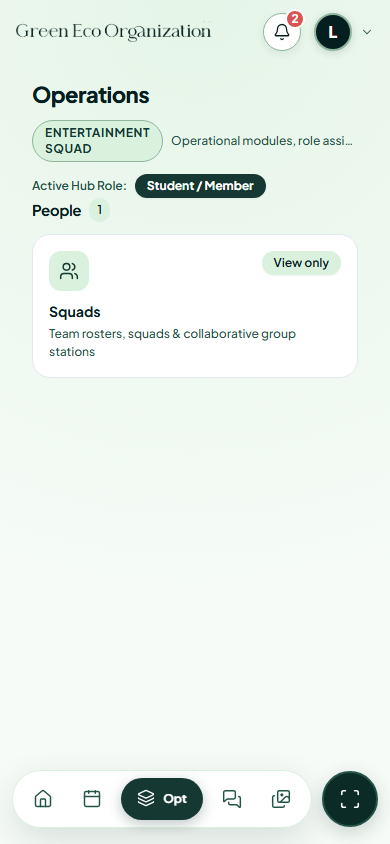 Green Eco Organization
2
L
Operations
ENTERTAINMENT
SQUAD
Operational modules, role assi...
Active Hub Role:
Student / Member
People
1
View only
Squads
Team rosters, squads & collaborative group
stations
Opt